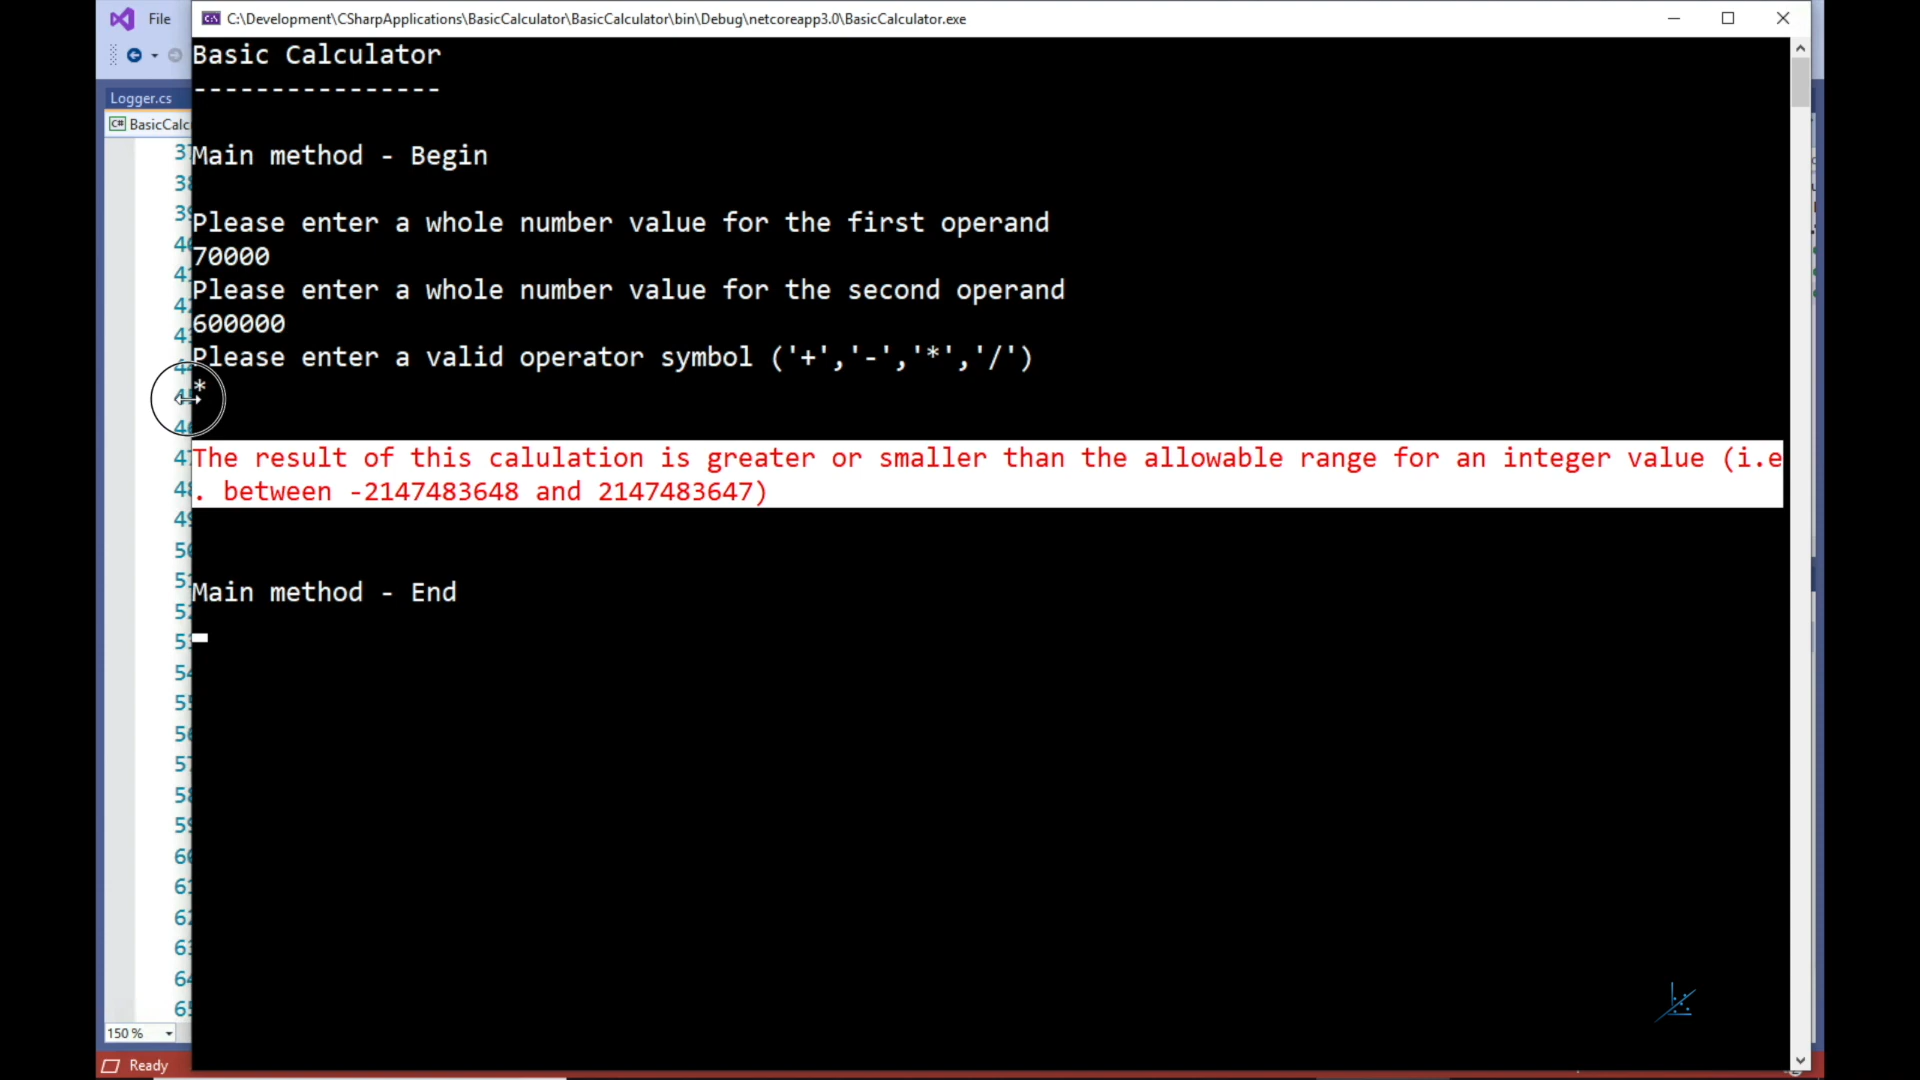 File
C:\Development\CSharpApplications\BasicCalculator\BasicCalculator\bin\Debug\netcoreapp3.0\BasicCalculator.exe
Basic Calculator
----------------
Logger.cs
BasicCalc
Main method - Begin
Please enter a whole number value for the first operand
70000
Please enter a whole number value for the second operand
600000
Please enter a valid operator symbol ('+','-','*','/')
*
The result of this calulation is greater or smaller than the allowable range for an integer value (i.e
. between -2147483648 and 2147483647)
Main method - End
150 %
Ready